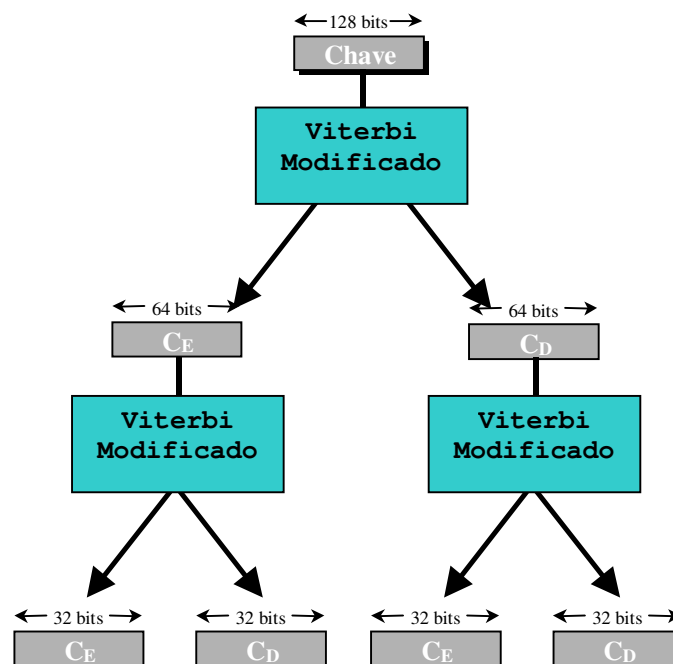 128 bits
Chave
Viterbi
Modificado
64 bits
64 bits
CE
CD
Viterbi
Modificado
Viterbi
Modificado
32 bits
32 bits
32 bits
32 bits
CE
CD
CE
CD